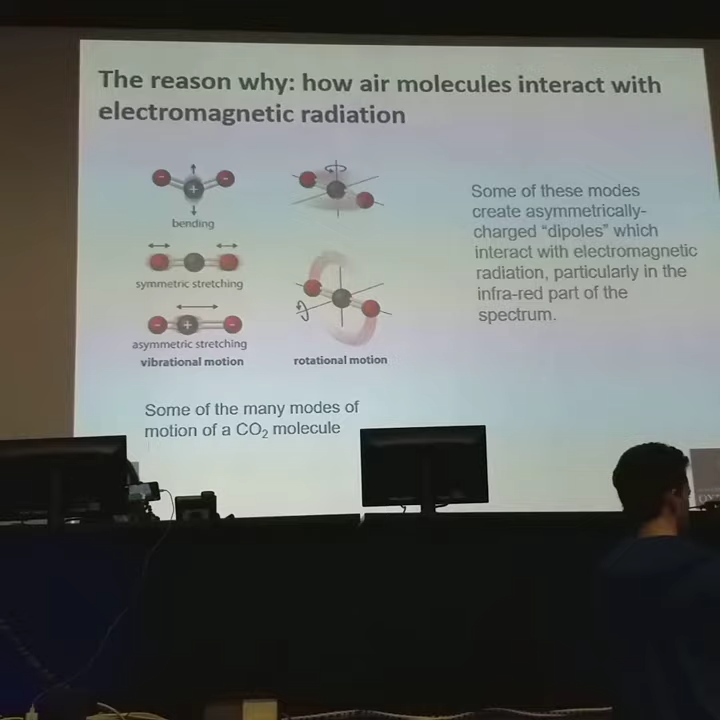 The reason why: how air molecules interact with
electromagnetic radiation
bending
symmetric stretching
asymmetric stretching
vibrational motion
rotational motion
Some of these modes
create asymmetrically-
charged “dipoles” which
interact with electromagnetic
radiation, particularly in the
infra-red part of the
spectrum.
Some of the many modes of
motion of a CO₂ molecule